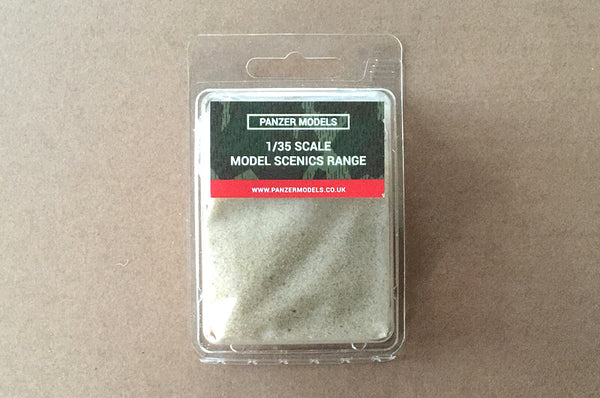 PANZER MODELS
1/35 SCALE
MODEL SCENICS RANGE
WWW.PANZERMODELS.CO.UK